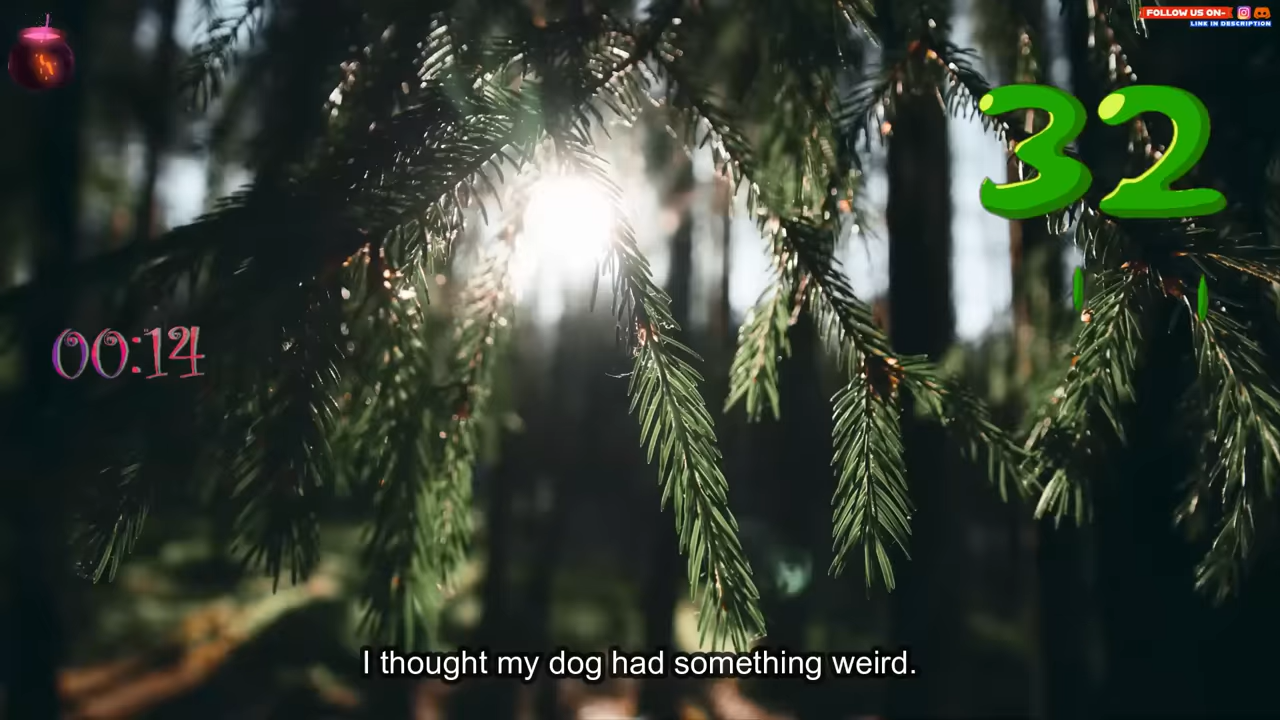 FOLLOW US ON-
LINK IN DESCRIPTION
32
00:14
I thought my dog had something weird.